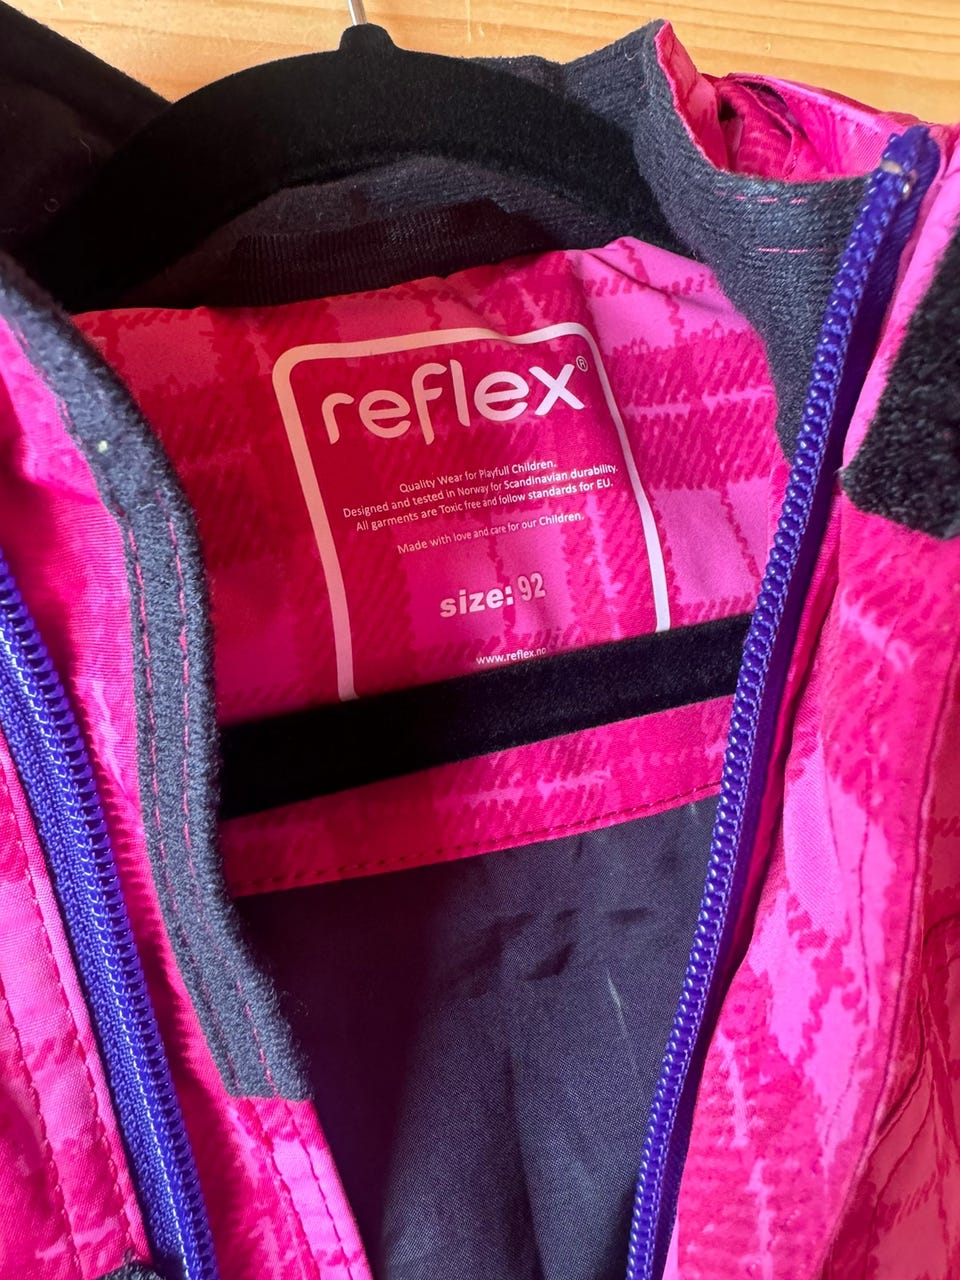 reflex®
Quality Wear for Playfull Children.
Designed and tested in Norway for Scandinavian durability.
All garments are Toxic free and follow standards for EU.
Made with love and care for our Children.
size: 92
www.reflex.no